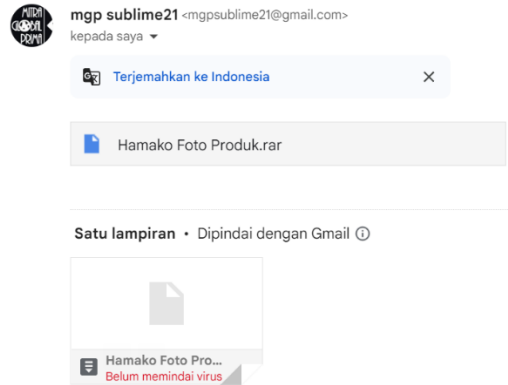 MITRA
GLOBAL
PRIMA
mgp sublime21 <mgpsublime21@gmail.com>
kepada saya
Terjemahkan ke Indonesia
Hamako Foto Produk.rar
Satu lampiran • Dipindai dengan Gmail
Hamako Foto Pro...
Belum memindai virus